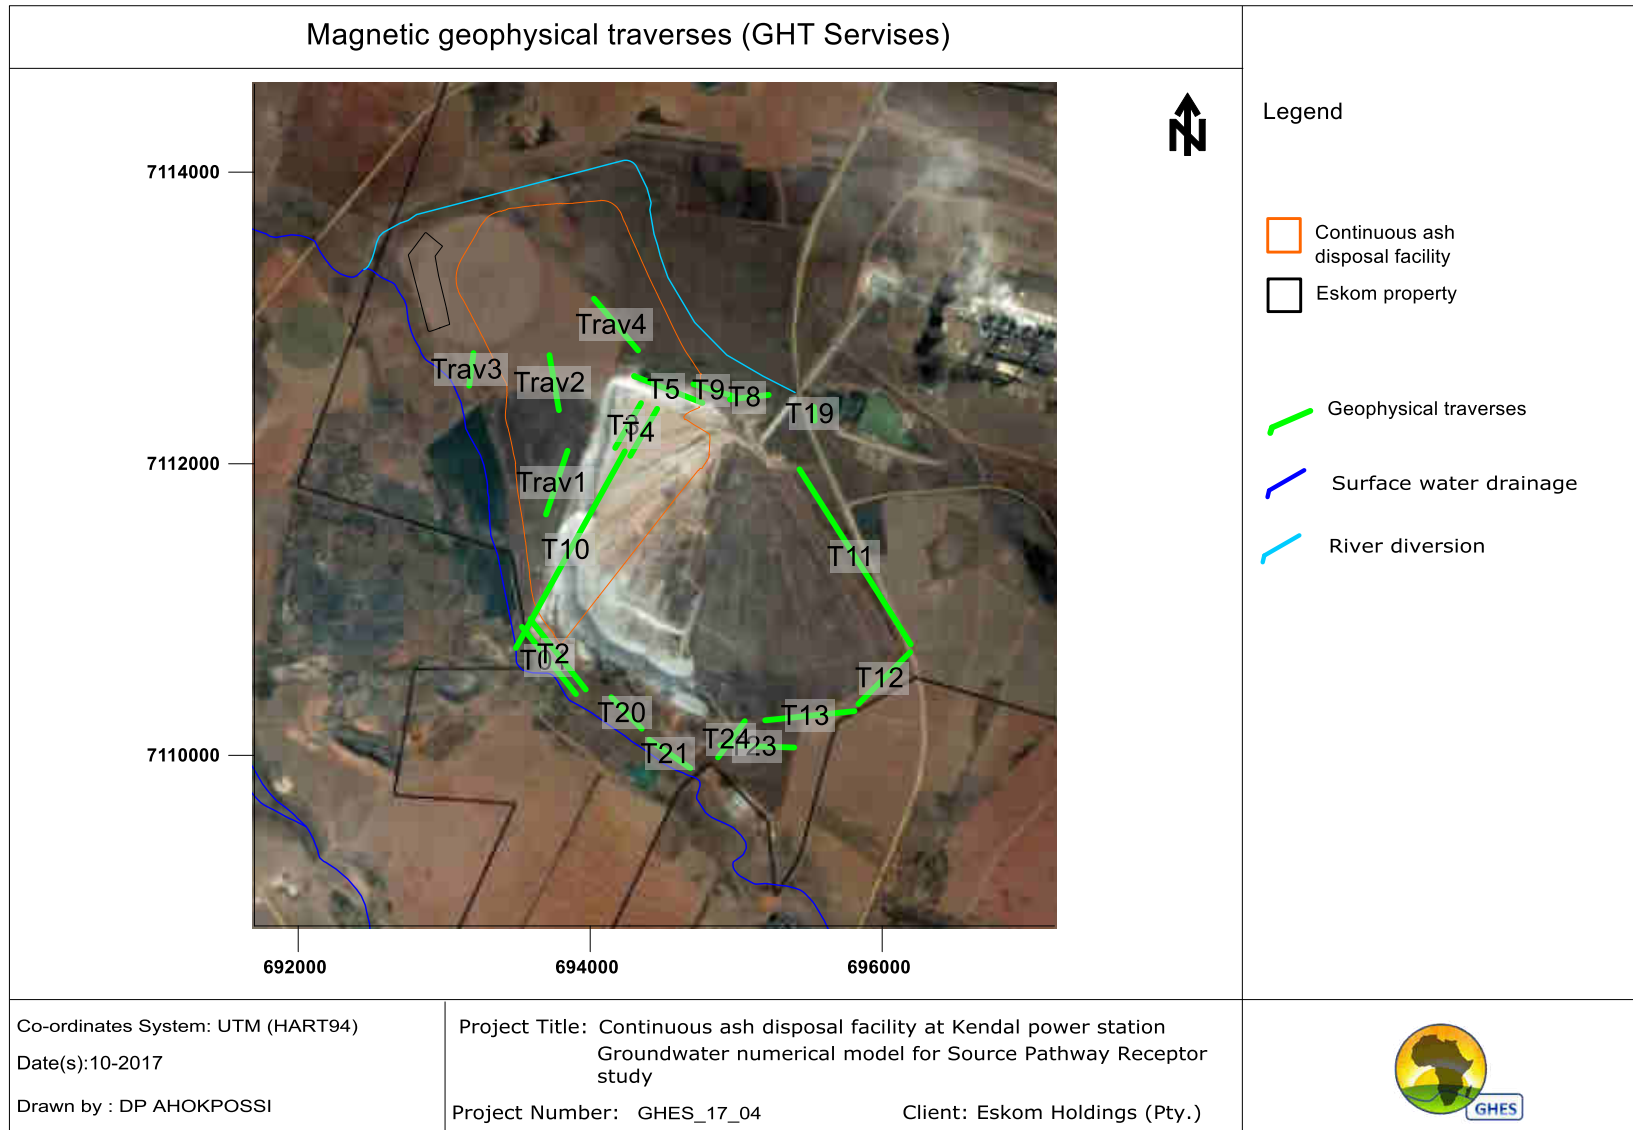 Magnetic geophysical traverses (GHT Servises)
Legend
Continuous ash
disposal facility
Eskom property
Geophysical traverses
Surface water drainage
River diversion
7114000
7112000
7110000
692000
694000
696000
Trav4
Trav3
Trav2
T5
T9
T8
T19
T3
T4
Trav1
T10
T11
T2
T12
T20
T13
T24
T23
T21
Co-ordinates System: UTM (HART94)
Date(s):10-2017
Drawn by : DP AHOKPOSSI
Project Title: Continuous ash disposal facility at Kendal power station
Groundwater numerical model for Source Pathway Receptor
study
Project Number: GHES_17_04
Client: Eskom Holdings (Pty.)
GHES